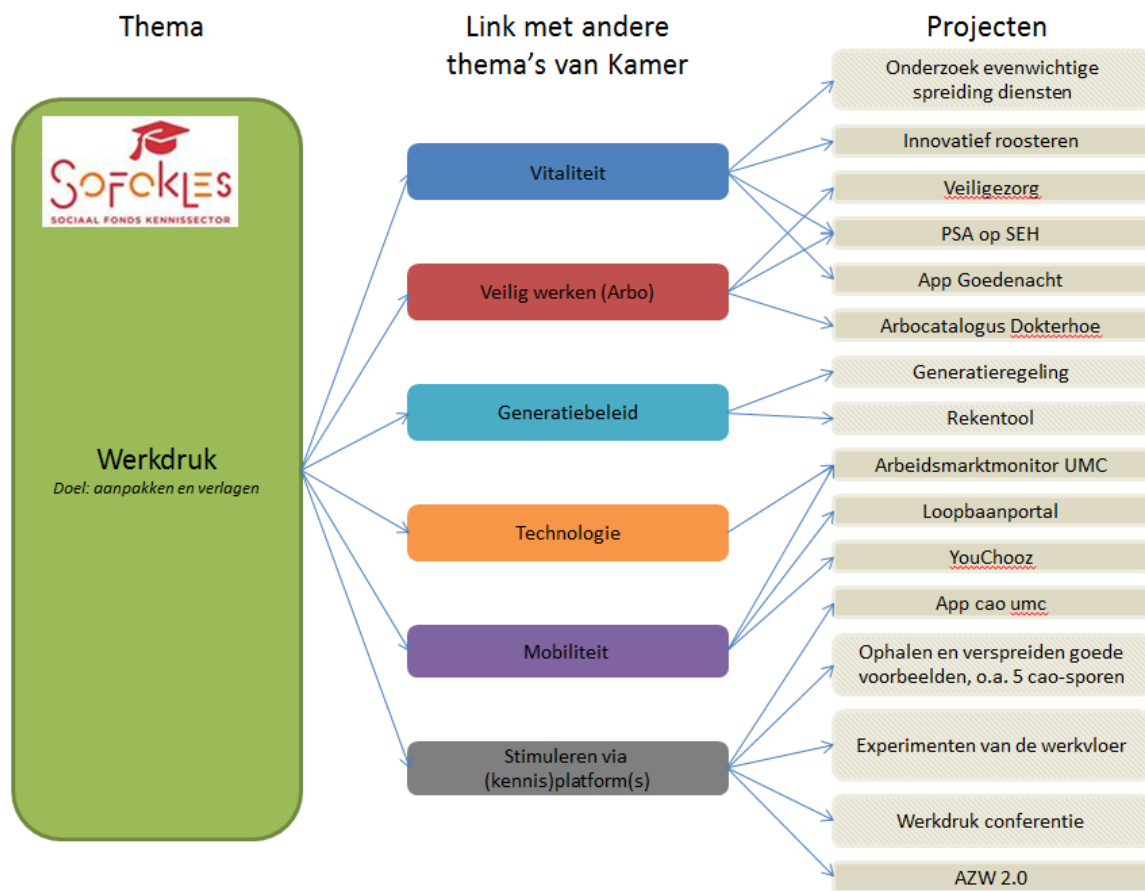 Thema
Link met andere
thema's van Kamer
Projecten
SOFOKLES
SOCIAAL FONDS KENNISSECTOR
Werkdruk
Doel: aanpakken en verlagen
Vitaliteit
Veilig werken (Arbo)
Generatiebeleid
Technologie
Mobiliteit
Stimuleren via
(kennis)platform(s)
Onderzoek evenwichtige
spreiding diensten
Innovatief roosteren
Veiligezorg
PSA op SEH
App Goedenacht
Arbocatalogus Dokterhoe
Generatieregeling
Rekentool
Arbeidsmarktmonitor UMC
Loopbaanportal
YouChooz
App cao umc
Ophalen en verspreiden goede
voorbeelden, o.a. 5 cao-sporen
Experimenten van de werkvloer
Werkdruk conferentie
AZW 2.0